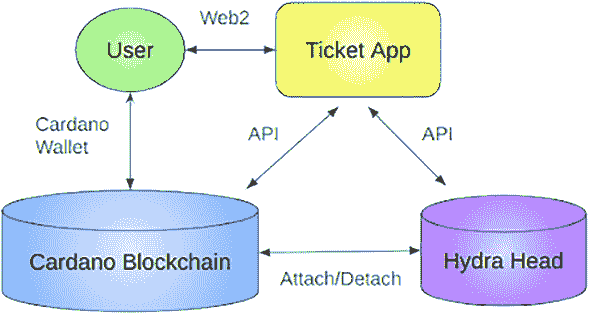 Web2
User
Ticket App
Cardano
Wallet
API
API
Cardano Blockchain
Attach/Detach
Hydra Head